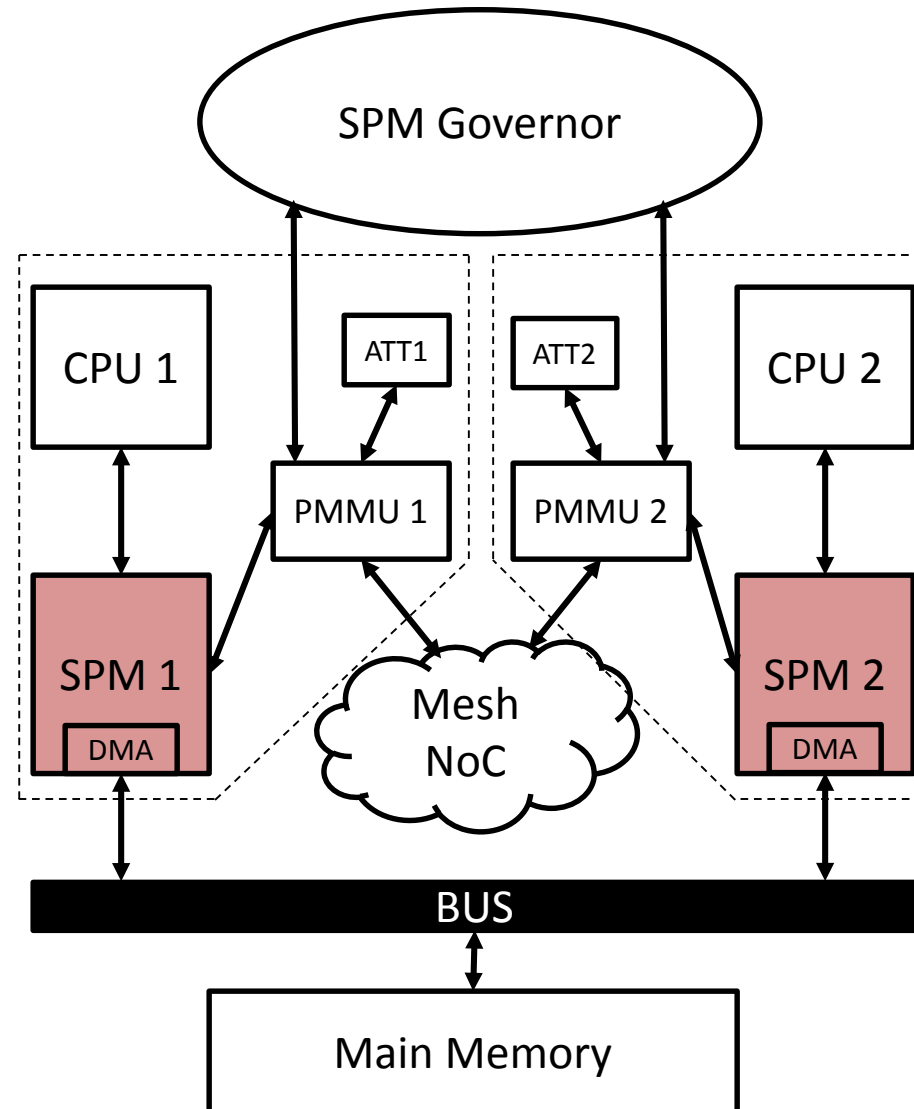 SPM Governor
CPU 1
ATT1
ATT2
CPU 2
PMMU 1
PMMU 2
SPM 1
DMA
Mesh
NoC
SPM 2
DMA
BUS
Main Memory